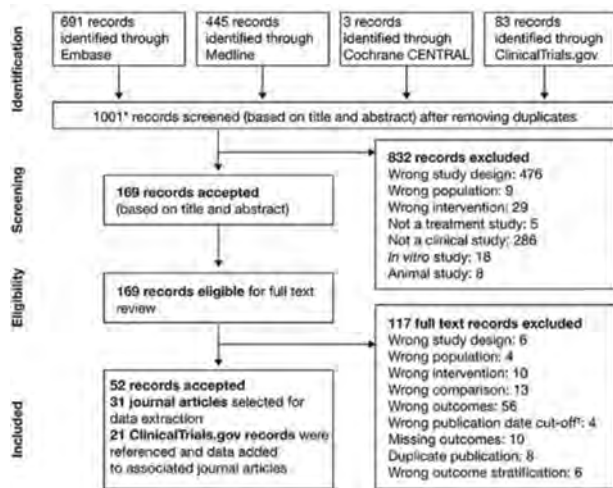 Identification
691 records
identified through
Embase
445 records
identified through
Medline
3 records
identified through
Cochrane CENTRAL
83 records
identified through
ClinicalTrials.gov
1001* records screened (based on title and abstract) after removing duplicates
Screening
169 records accepted
(based on title and abstract)
832 records excluded
Wrong study design: 476
Wrong population: 9
Wrong intervention: 29
Not a treatment study: 5
Not a clinical study: 286
In vitro study: 18
Animal study: 8
Eligibility
169 records eligible for full text
review
Included
52 records accepted
31 journal articles selected for
data extraction
21 ClinicalTrials.gov records were
referenced and data added
to associated journal articles
117 full text records excluded
Wrong study design: 6
Wrong population: 4
Wrong intervention: 10
Wrong comparison: 13
Wrong outcomes: 56
Wrong publication date cut-off: 4
Missing outcomes: 10
Duplicate publication: 8
Wrong outcome stratification: 6